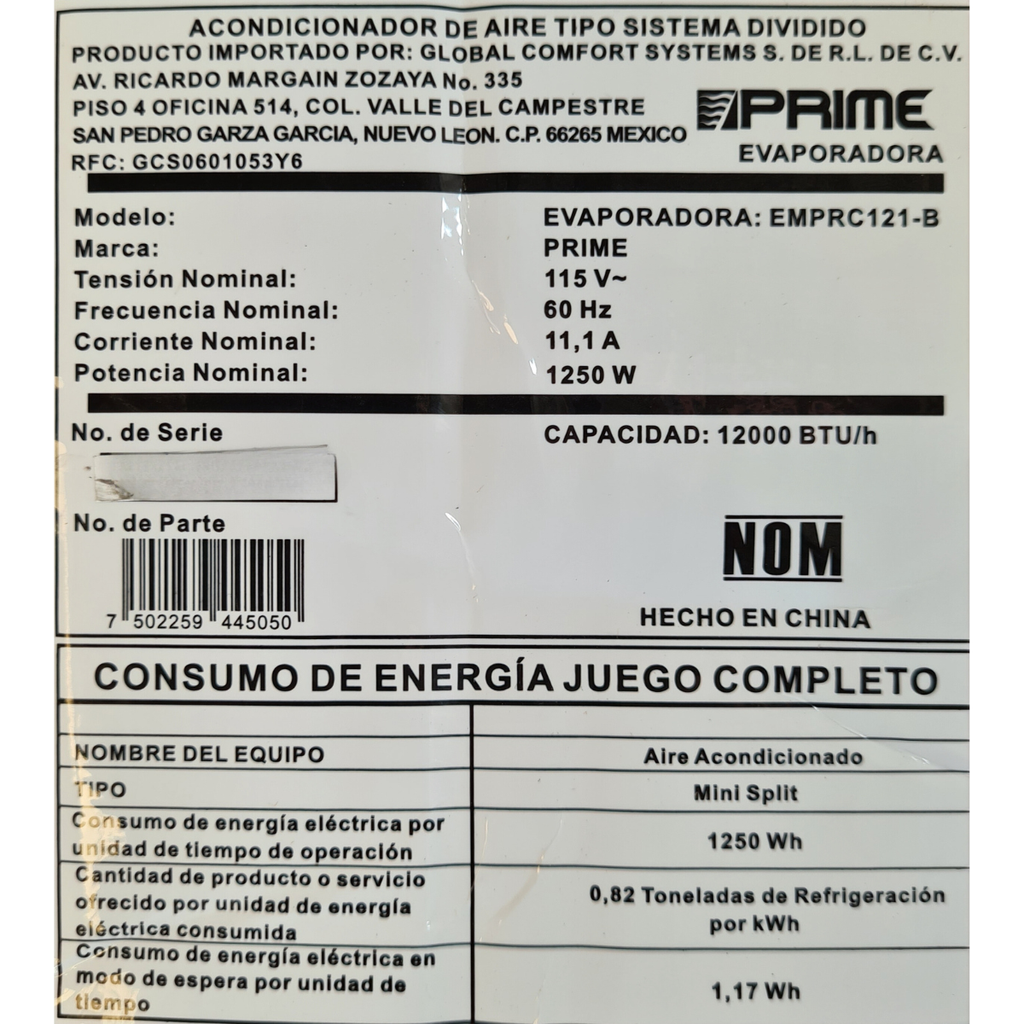 ACONDICIONADOR DE AIRE TIPO SISTEMA DIVIDIDO
PRODUCTO IMPORTADO POR: GLOBAL COMFORT SYSTEMS S. DE R.L. DE C.V.
AV. RICARDO MARGAIN ZOZAYA No. 335
PISO 4 OFICINA 514, COL. VALLE DEL CAMPESTRE
SAN PEDRO GARZA GARCIA, NUEVO LEON. C.P. 66265 MEXICO
RFC: GCS0601053Y6
PRIME
EVAPORADORA
Modelo: EVAPORADORA: EMPRC121-B
Marca: PRIME
Tensión Nominal: 115 V~
Frecuencia Nominal: 60 Hz
Corriente Nominal: 11,1 A
Potencia Nominal: 1250 W
No. de Serie
CAPACIDAD: 12000 BTU/h
No. de Parte
7 502259 445050
NOM
HECHO EN CHINA
CONSUMO DE ENERGÍA JUEGO COMPLETO
NOMBRE DEL EQUIPO
Aire Acondicionado
TIPO
Mini Split
Consumo de energía eléctrica por
unidad de tiempo de operación
1250 Wh
Cantidad de producto o servicio
ofrecido por unidad de energía
eléctrica consumida
0,82 Toneladas de Refrigeración
por kWh
Consumo de energía eléctrica en
modo de espera por unidad de
tiempo
1,17 Wh